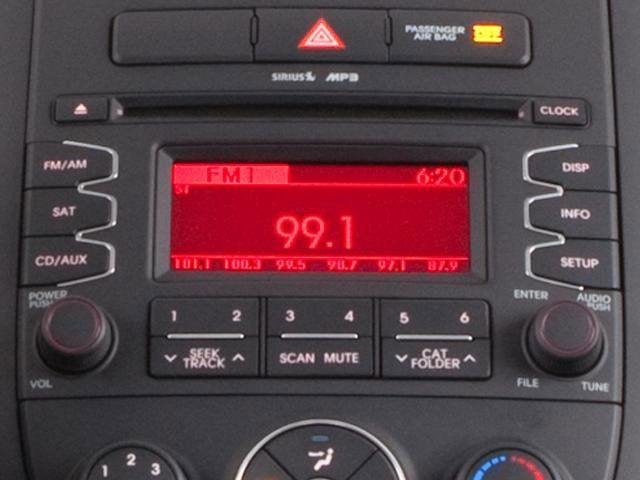 PASSENGER
AIR BAG OFF
SIRIUS MP3
CLOCK
FM/AM
DISP
FM1 6:20
ST
SAT
INFO
99.1
CD/AUX
SETUP
101.1 100.3 99.5 90.7 97.1 87.9
POWER
PUSH
ENTER
AUDIO
PUSH
1 2 3 4 5 6
SEEK
TRACK
SCAN MUTE
CAT
FOLDER
VOL
FILE
TUNE
1 2 3